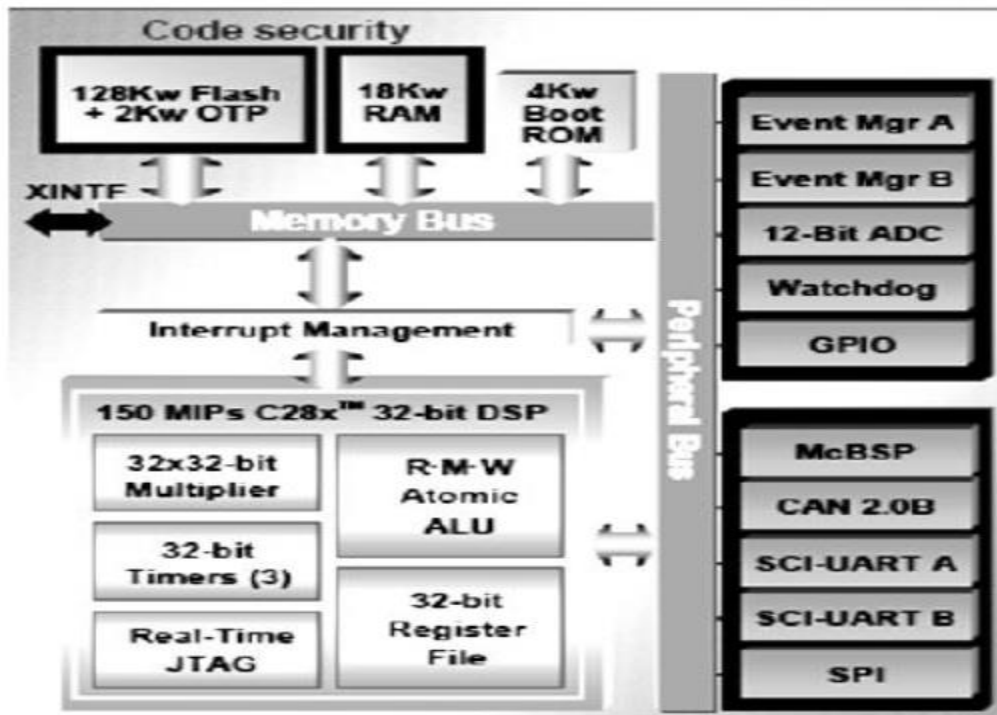 Code security
128Kw Flash
+ 2Kw OTP
18Kw
RAM
4Kw
Boot
ROM
XINTF
Memory Bus
Interrupt Management
150 MIPs C28x™ 32-bit DSP
32x32-bit
Multiplier
R-M-W
Atomic
ALU
32-bit
Timers (3)
32-bit
Register
File
Real-Time
JTAG
Peripheral Bus
Event Mgr A
Event Mgr B
12-Bit ADC
Watchdog
GPIO
McBSP
CAN 2.0B
SCI-UART A
SCI-UART B
SPI